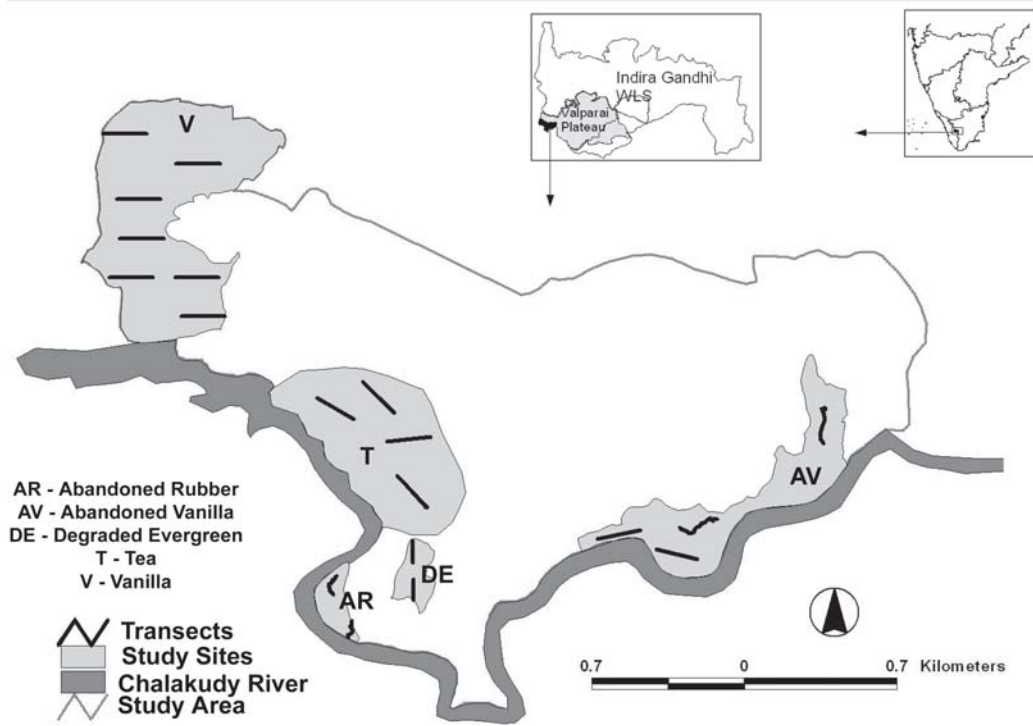 Indira Gandhi
WLS
Valparai
Plateau
V
T
AV
DE
AR
AR - Abandoned Rubber
AV - Abandoned Vanilla
DE - Degraded Evergreen
T - Tea
V - Vanilla
Transects
Study Sites
Chalakudy River
Study Area
0.7 0 0.7 Kilometers